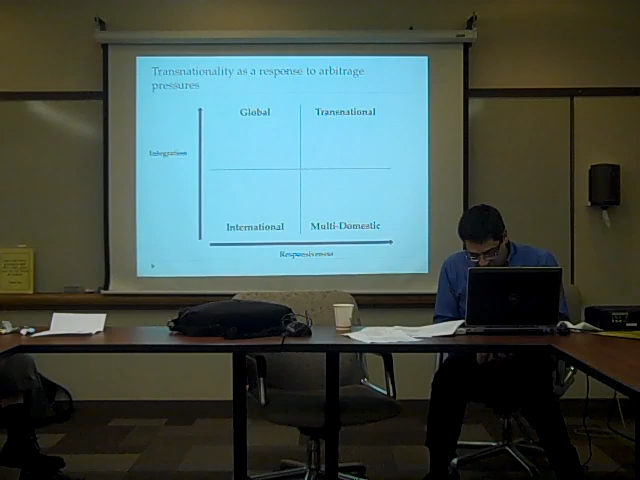 Transnationality as a response to arbitrage
pressures
Global
Transnational
Integration
International
Multi-Domestic
Responsiveness